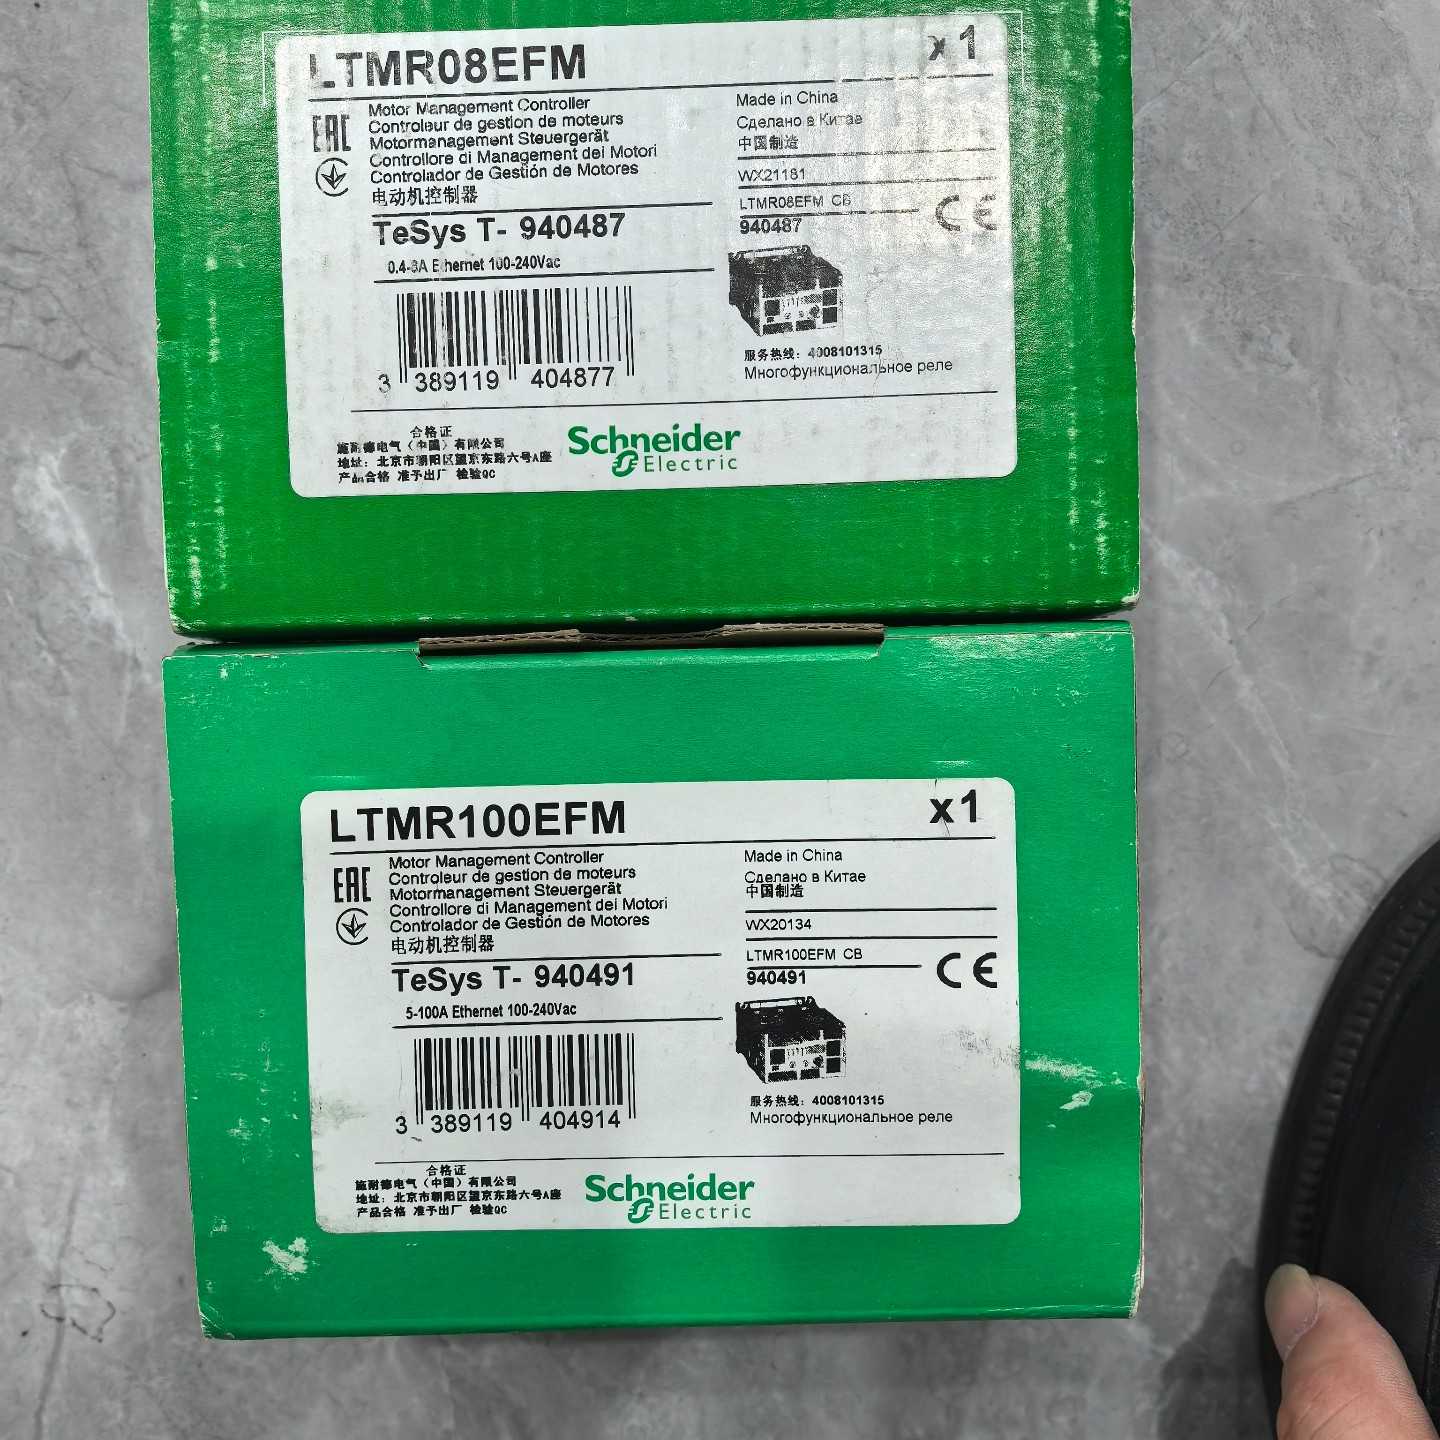 LTMR08EFM x 1
Motor Management Controller
Controleur de gestion de moteurs
Motormanagement Steuergerät
Controllore di Management dei Motori
Controlador de Gestión de Motores
电动机控制器
EAC
TeSys T- 940487
0.4-8A Ethernet 100-240Vac
3 389119 404877
Made in China
Сделано в Китае
中国制造
WX21181
LTMR08EFM CB
940487
CE
服务热线：4008101315
Многофункциональное реле
合格证
施耐德电气（中国）有限公司
地址：北京市朝阳区望京东路六号A座
产品合格 准予出厂 检验QC
Schneider
Electric
LTMR100EFM x 1
Motor Management Controller
Controleur de gestion de moteurs
Motormanagement Steuergerät
Controllore di Management dei Motori
Controlador de Gestión de Motores
电动机控制器
EAC
TeSys T- 940491
5-100A Ethernet 100-240Vac
3 389119 404914
Made in China
Сделано в Китае
中国制造
WX20134
LTMR100EFM CB
940491
CE
服务热线：4008101315
Многофункциональное реле
合格证
施耐德电气（中国）有限公司
地址：北京市朝阳区望京东路六号A座
产品合格 准予出厂 检验QC
Schneider
Electric